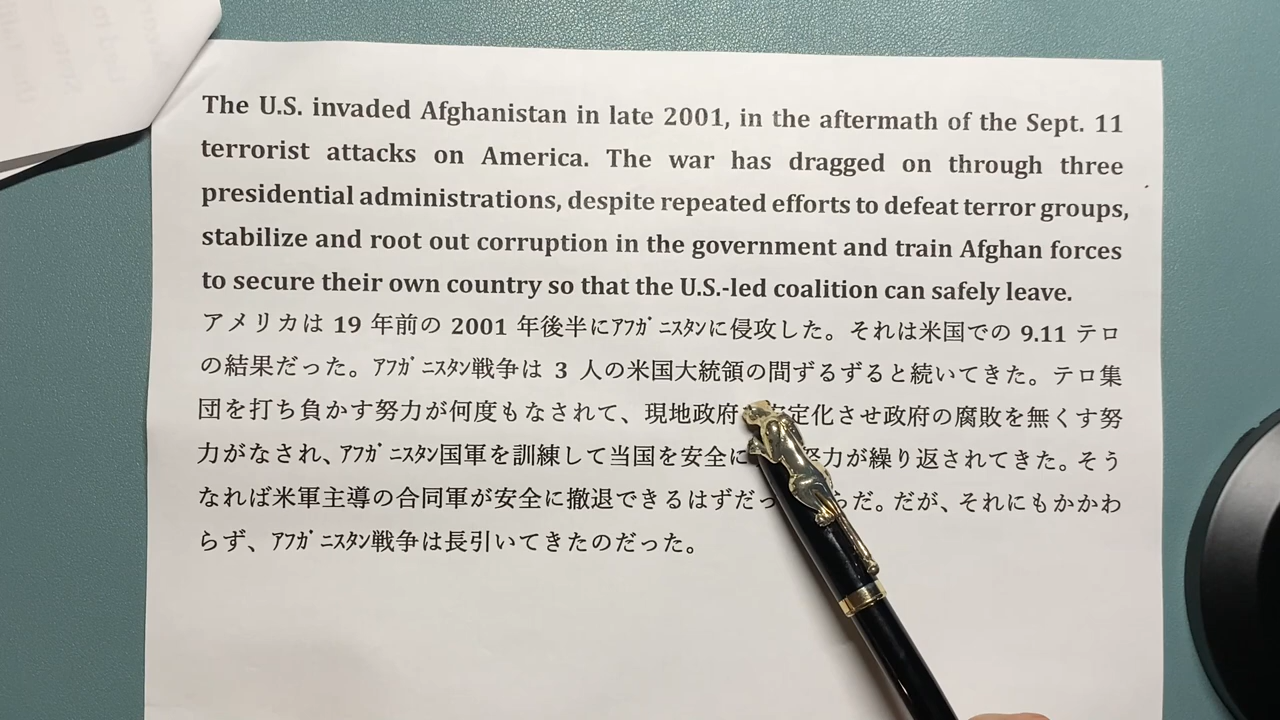 The U.S. invaded Afghanistan in late 2001, in the aftermath of the Sept. 11
terrorist attacks on America. The war has dragged on through three
presidential administrations, despite repeated efforts to defeat terror groups,
stabilize and root out corruption in the government and train Afghan forces
to secure their own country so that the U.S.-led coalition can safely leave.
アメリカは 19 年前の 2001 年後半にｱﾌｶﾞﾆｽﾀﾝに侵攻した。それは米国での 9.11 テロ
の結果だった。ｱﾌｶﾞﾆｽﾀﾝ戦争は 3 人の米国大統領の間ずるずると続いてきた。テロ集
団を打ち負かす努力が何度もなされて、現地政府 定化させ政府の腐敗を無くす努
力がなされ、ｱﾌｶﾞﾆｽﾀﾝ国軍を訓練して当国を安全に 努力が繰り返されてきた。そう
なれば米軍主導の合同軍が安全に撤退できるはずだっ だ。だが、それにもかかわ
らず、ｱﾌｶﾞﾆｽﾀﾝ戦争は長引いてきたのだった。